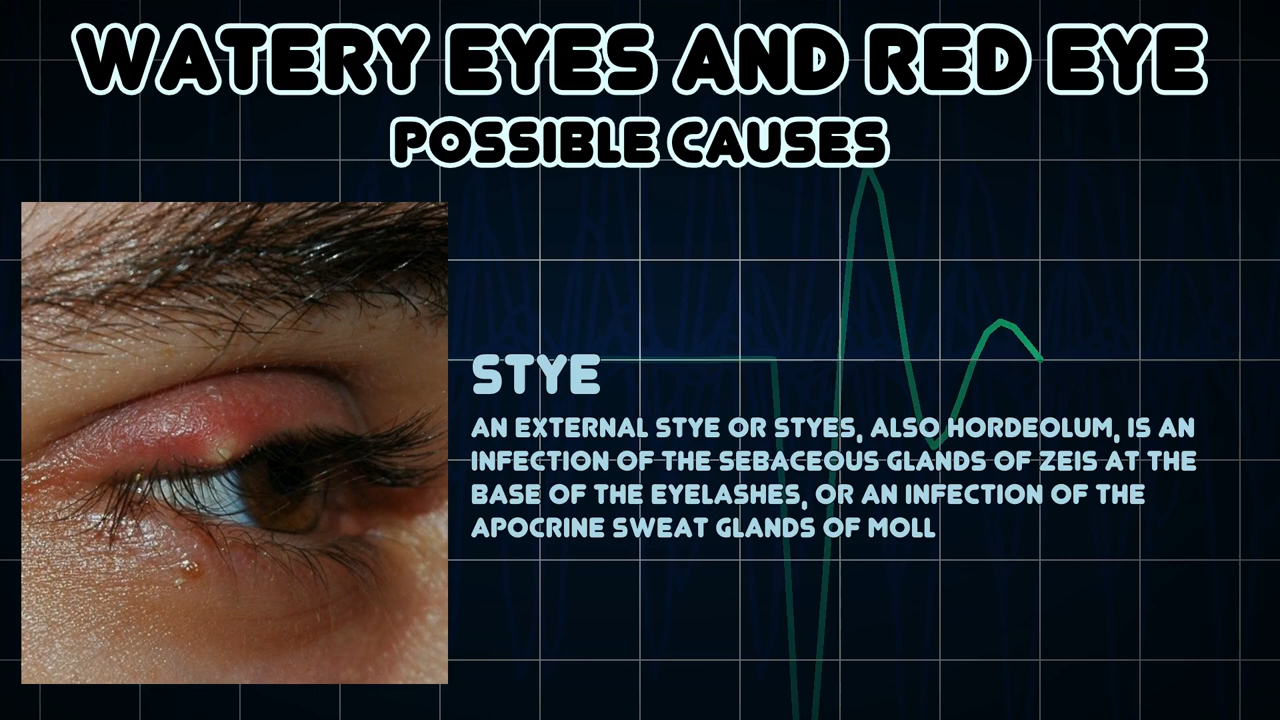 WATERY EYES AND RED EYE
POSSIBLE CAUSES
STYE
AN EXTERNAL STYE OR STYES, ALSO HORDEOLUM, IS AN
INFECTION OF THE SEBACEOUS GLANDS OF ZEIS AT THE
BASE OF THE EYELASHES, OR AN INFECTION OF THE
APOCRINE SWEAT GLANDS OF MOLL